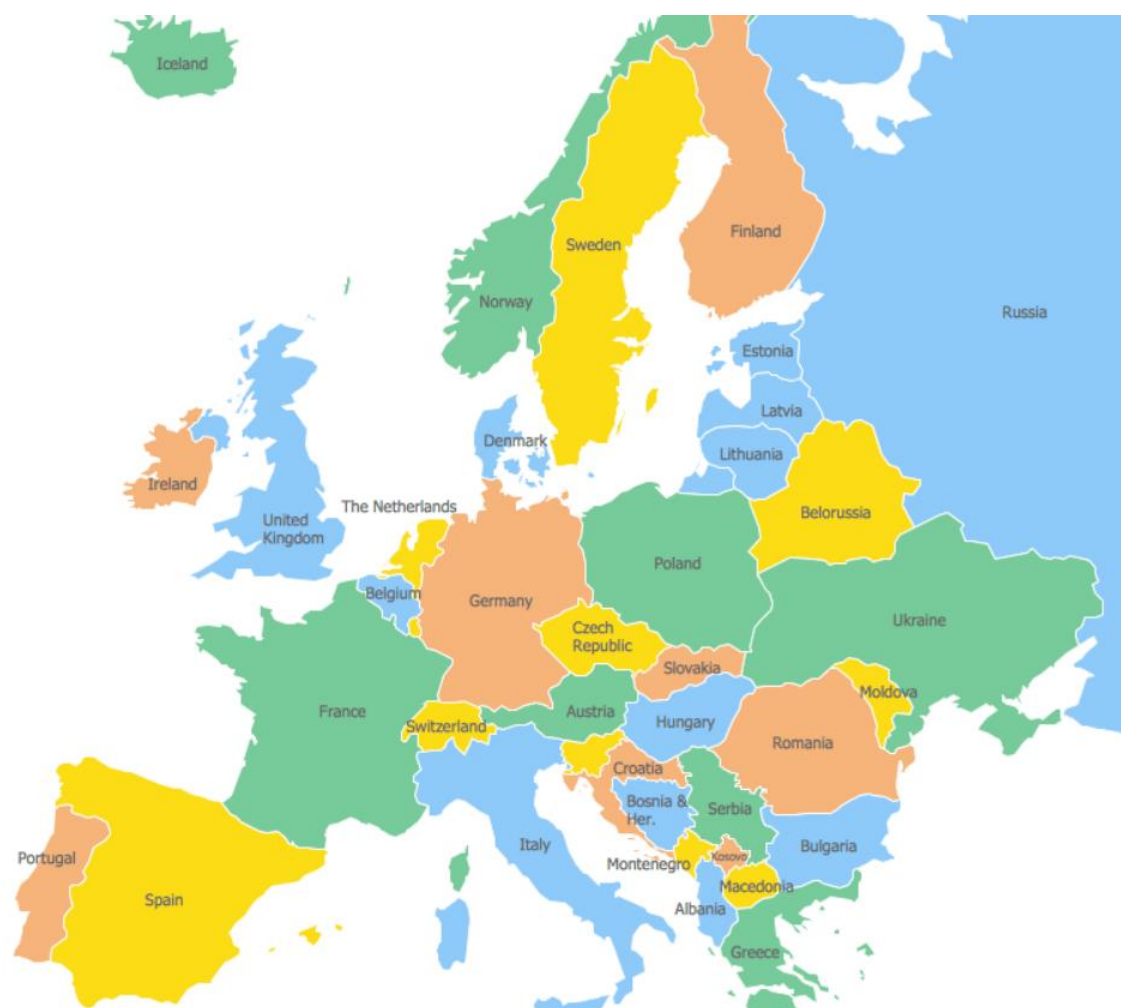 Iceland
Sweden
Finland
Norway
Russia
Estonia
Latvia
Denmark
Lithuania
Ireland
The Netherlands
Belorussia
United
Kingdom
Poland
Belgium
Germany
Ukraine
Czech
Republic
Slovakia
Moldova
France
Austria
Switzerland
Hungary
Romania
Croatia
Bosnia &
Her.
Serbia
Italy
Bulgaria
Portugal
Montenegro
Kosovo
Macedonia
Spain
Albania
Greece